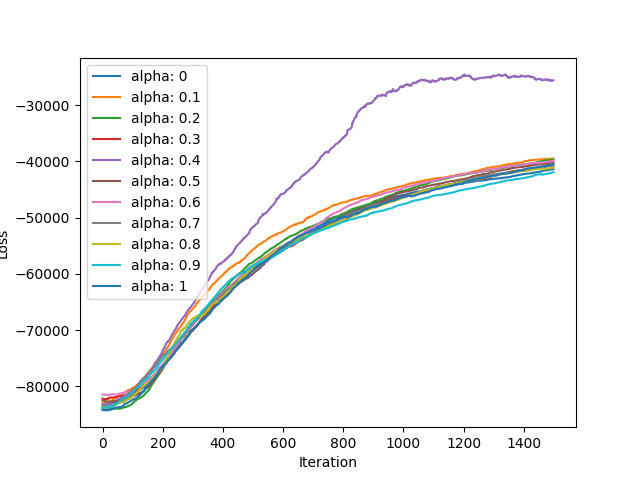 alpha: 0
alpha: 0.1
alpha: 0.2
alpha: 0.3
alpha: 0.4
alpha: 0.5
alpha: 0.6
alpha: 0.7
alpha: 0.8
alpha: 0.9
alpha: 1
−30000
−40000
−50000
−60000
−70000
−80000
Loss
0 200 400 600 800 1000 1200 1400
Iteration